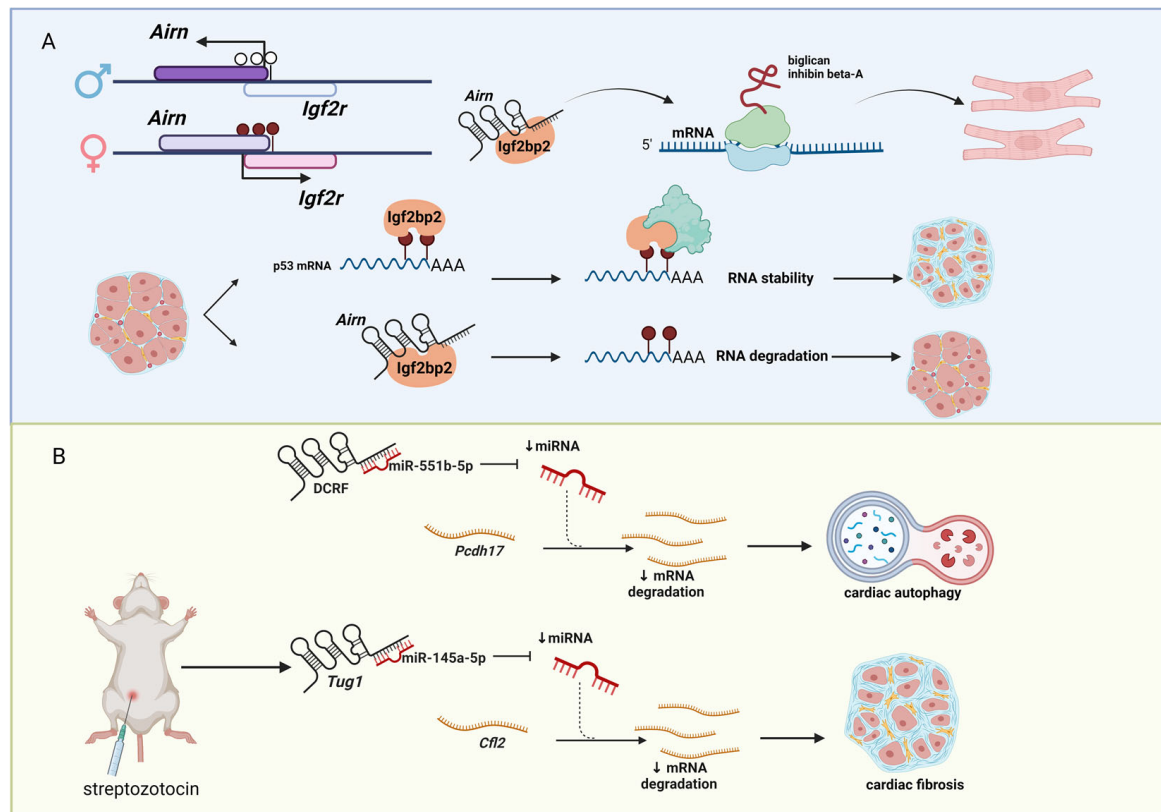 A
Airn
Igf2r
Airn
Igf2r
Airn
Igf2bp2
biglican
inhibin beta-A
mRNA
5'
Igf2bp2
p53 mRNA
AAA
AAA
RNA stability
Airn
Igf2bp2
AAA
RNA degradation
B
DCRF
miR-551b-5p
↓miRNA
Pcdh17
↓ mRNA
degradation
cardiac autophagy
streptozotocin
Tug1
miR-145a-5p
↓miRNA
Cfl2
↓ mRNA
degradation
cardiac fibrosis